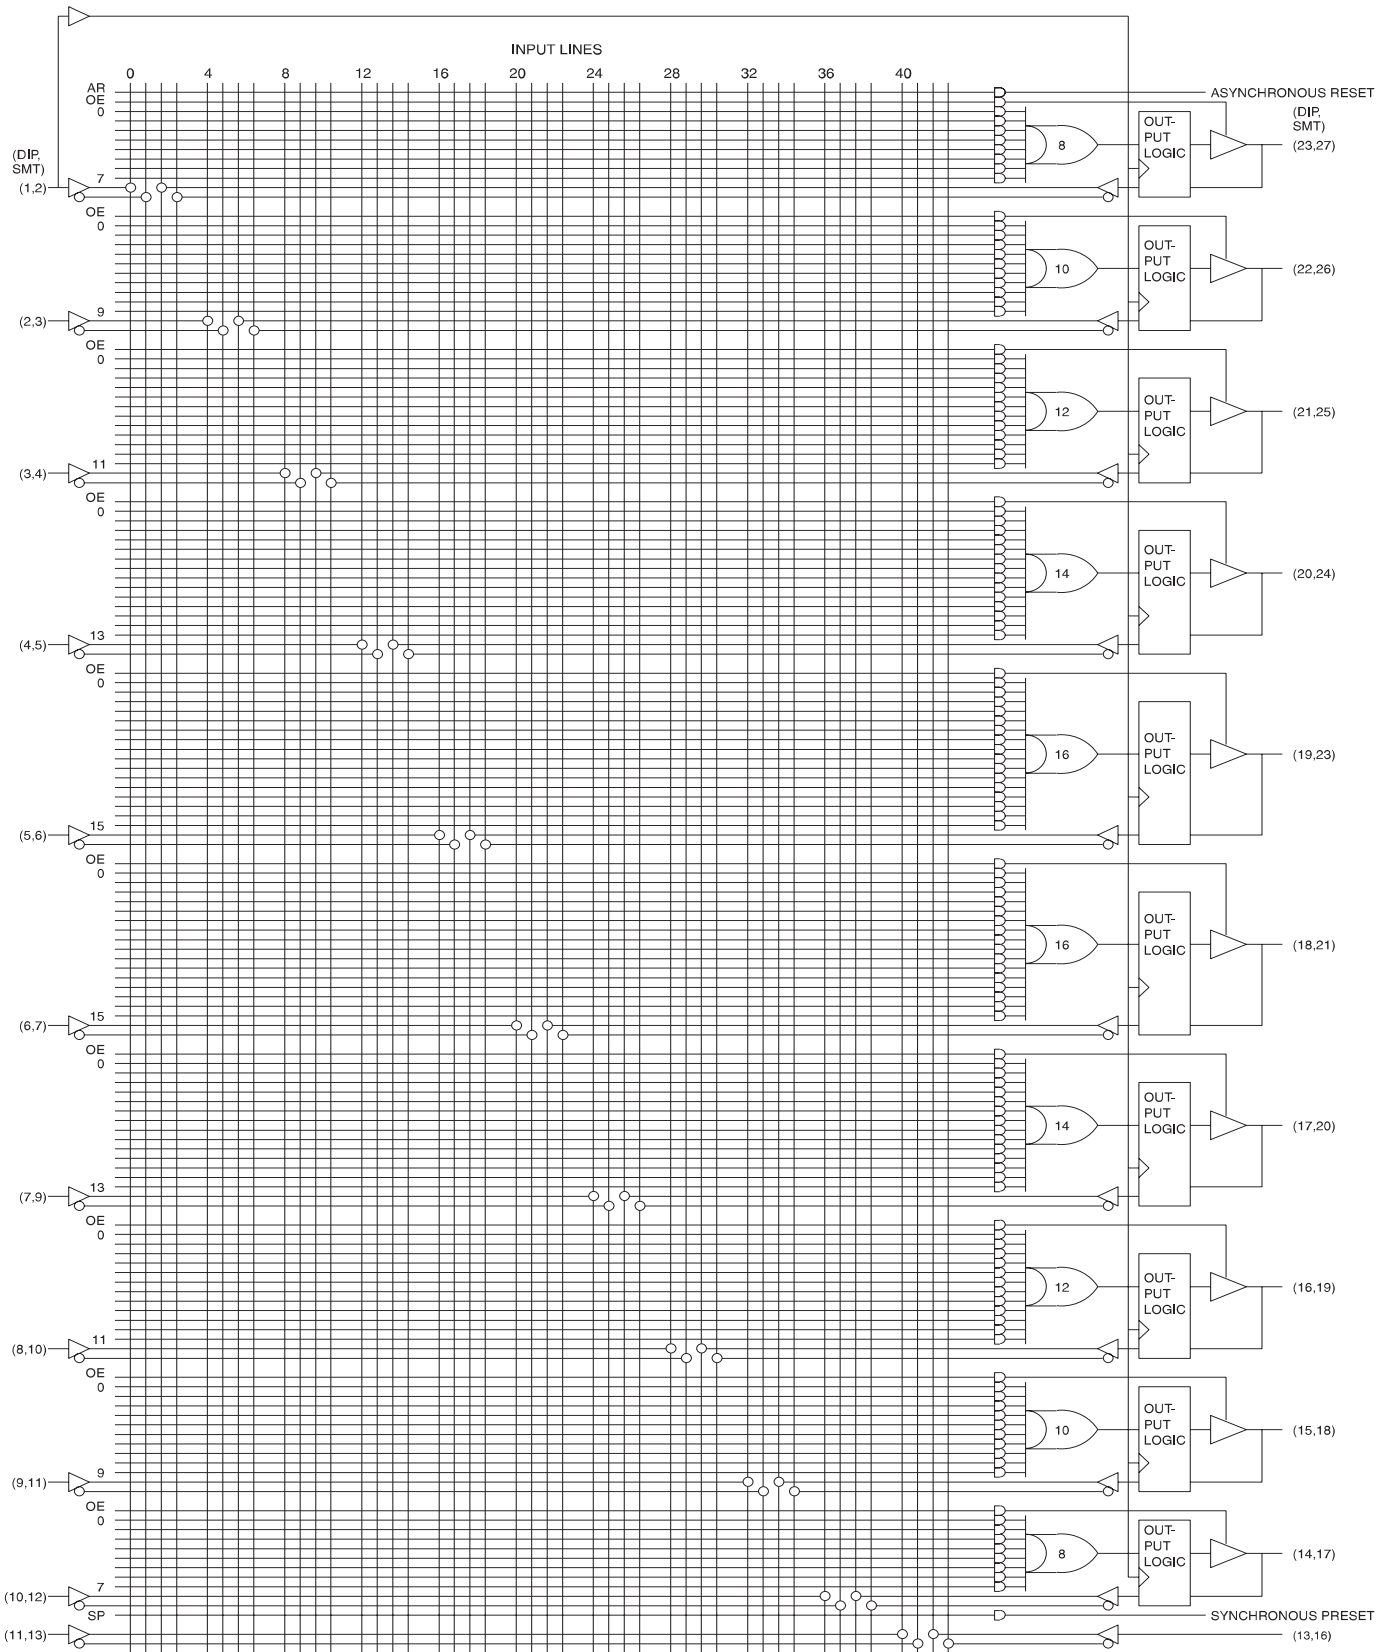 INPUT LINES
0 4 8 12 16 20 24 28 32 36 40
AR
ASYNCHRONOUS RESET
OE
0
(DIP,
SMT)
OUT-
PUT
LOGIC
8
(23,27)
(DIP,
SMT)
7
(1,2)
OE
0
OUT-
PUT
LOGIC
10
(22,26)
9
(2,3)
OE
0
OUT-
PUT
LOGIC
12
(21,25)
11
(3,4)
OE
0
OUT-
PUT
LOGIC
14
(20,24)
13
(4,5)
OE
0
OUT-
PUT
LOGIC
16
(19,23)
15
(5,6)
OE
0
OUT-
PUT
LOGIC
16
(18,21)
15
(6,7)
OE
0
OUT-
PUT
LOGIC
14
(17,20)
13
(7,9)
OE
0
OUT-
PUT
LOGIC
12
(16,19)
11
(8,10)
OE
0
OUT-
PUT
LOGIC
10
(15,18)
9
(9,11)
OE
0
OUT-
PUT
LOGIC
8
(14,17)
7
(10,12)
SP
SYNCHRONOUS PRESET
(11,13)
(13,16)